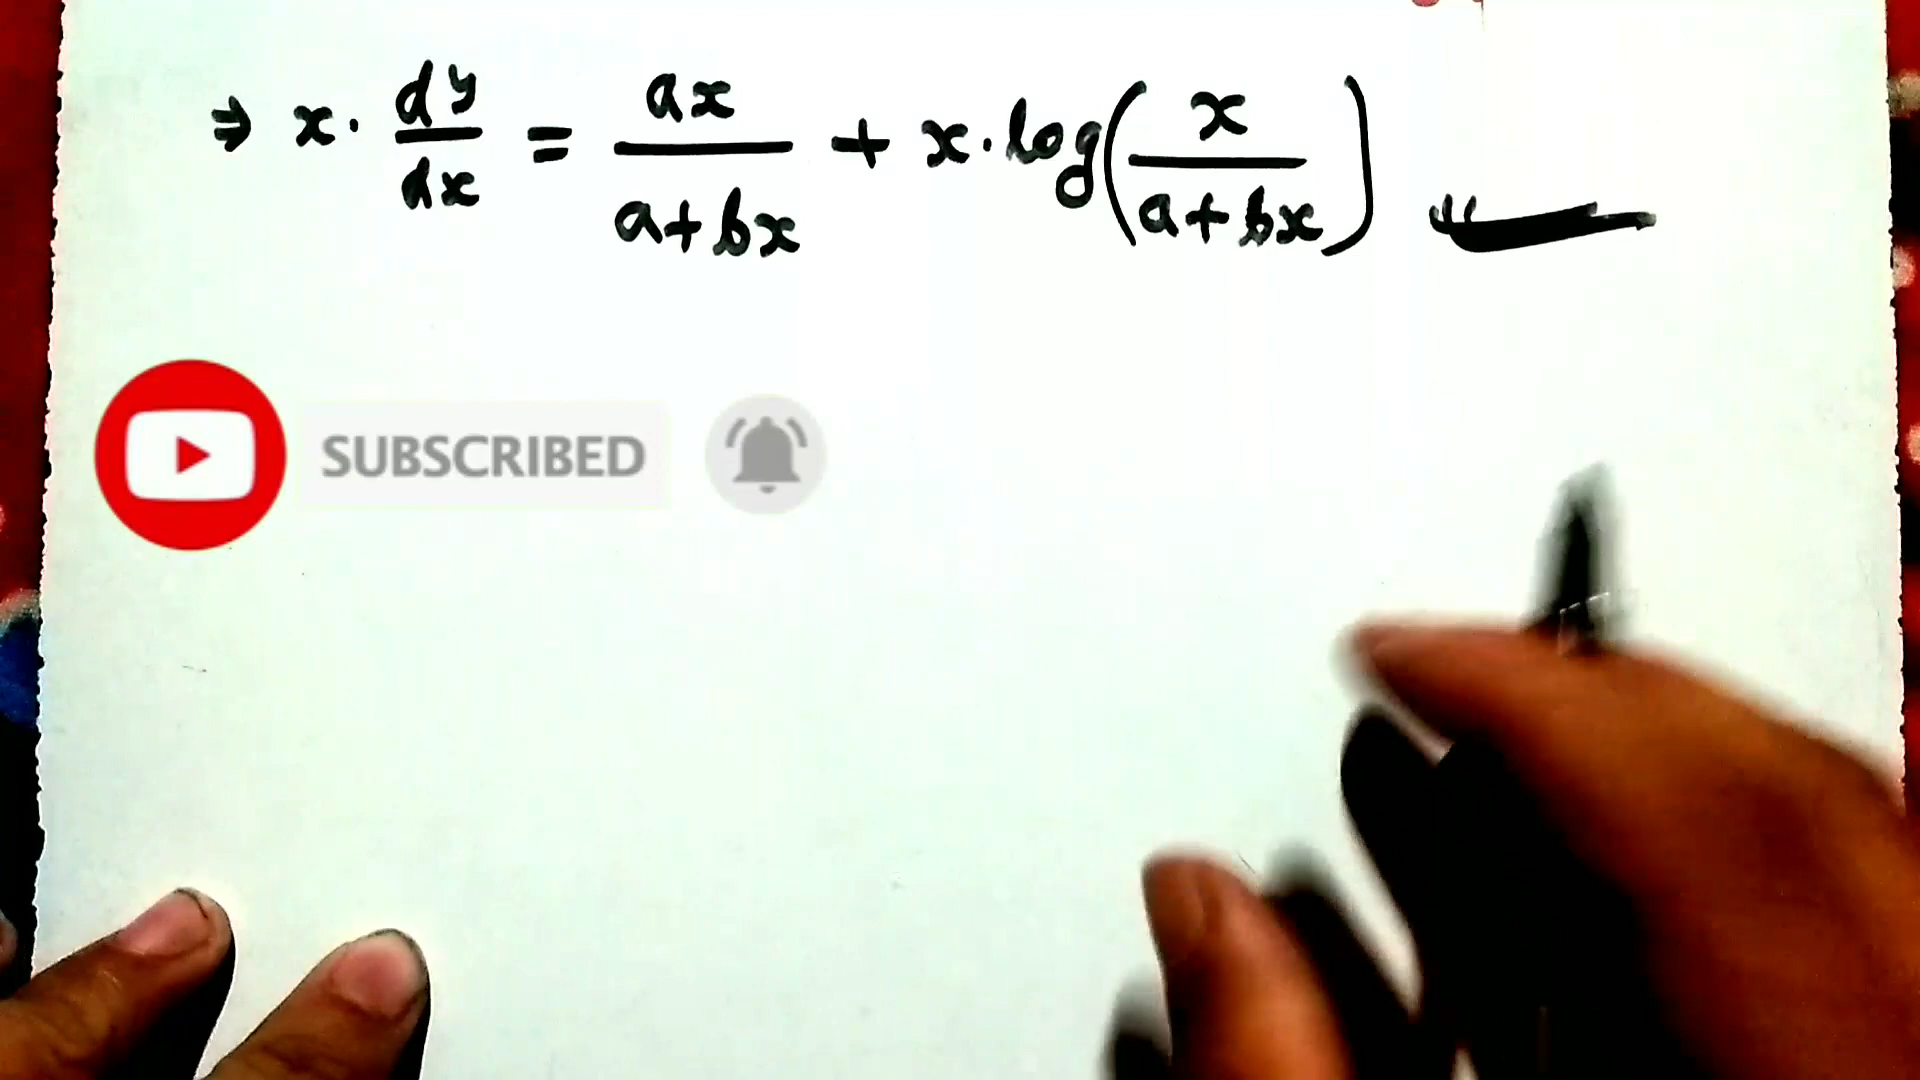 ⇒ x · dy/dx = ax/(a+bx) + x·log(x/(a+bx))
SUBSCRIBED